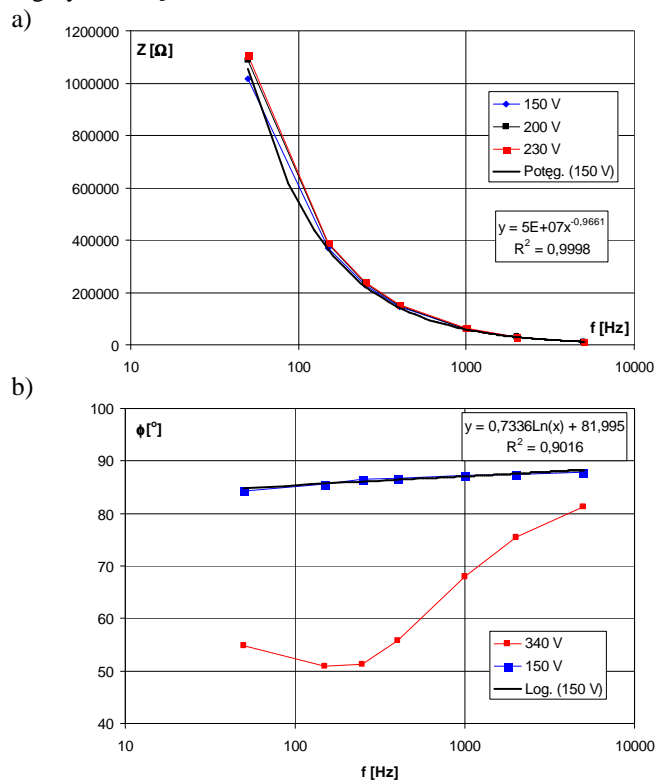 a)
Z [Ω]
1200000
1000000
800000
600000
400000
200000
0
150 V
200 V
230 V
Potęg. (150 V)
y = 5E+07x^-0,9661
R² = 0,9998
f [Hz]
10 100 1000 10000
b)
ϕ[°]
100
90
80
70
60
50
40
y = 0,7336Ln(x) + 81,995
R² = 0,9016
340 V
150 V
Log. (150 V)
10 100 1000 10000
f [Hz]